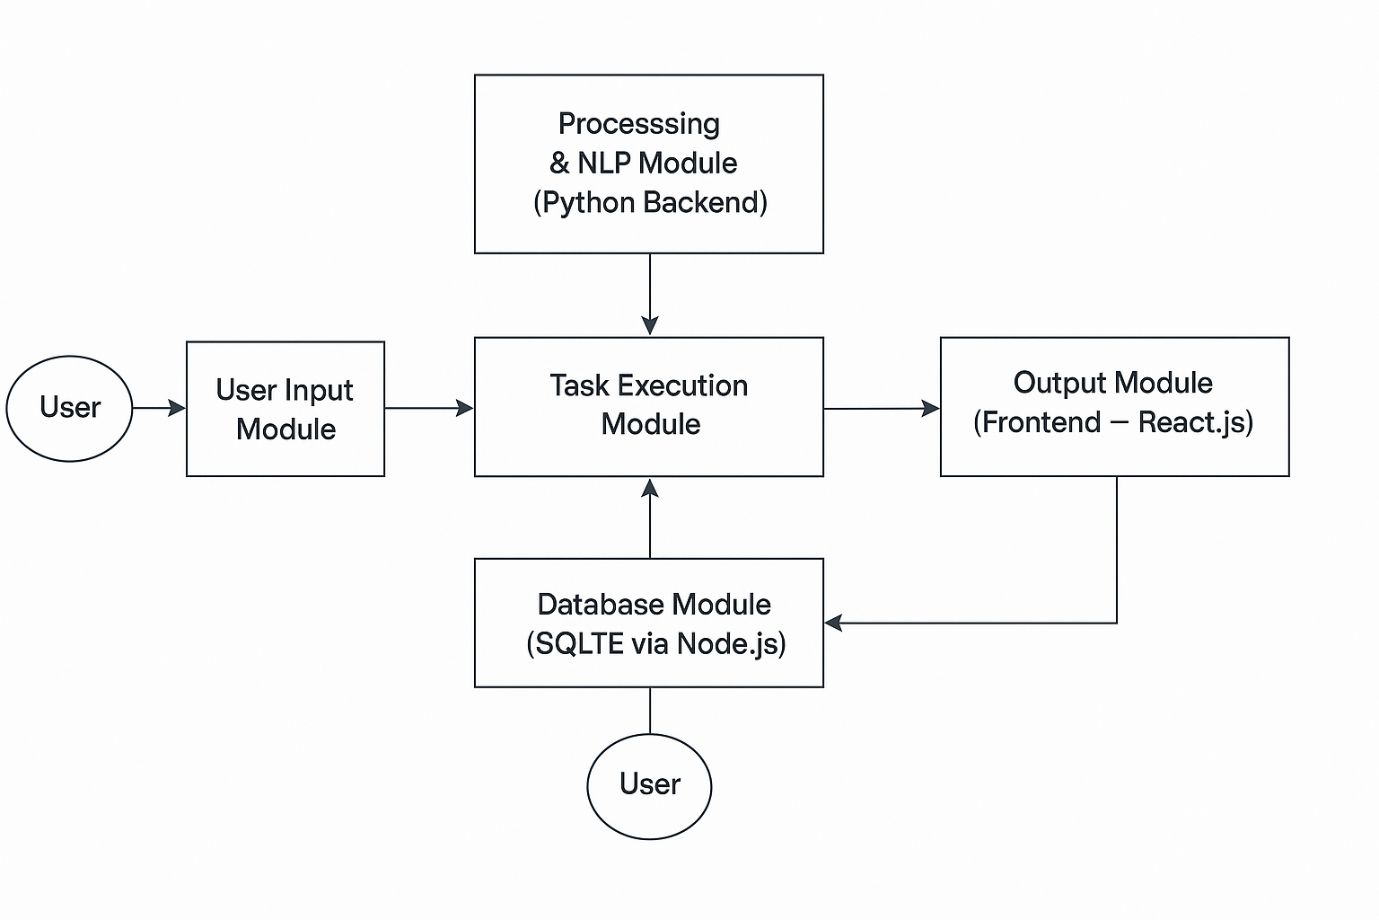 Processsing
& NLP Module
(Python Backend)
User
User Input
Module
Task Execution
Module
Output Module
(Frontend – React.js)
Database Module
(SQLTE via Node.js)
User